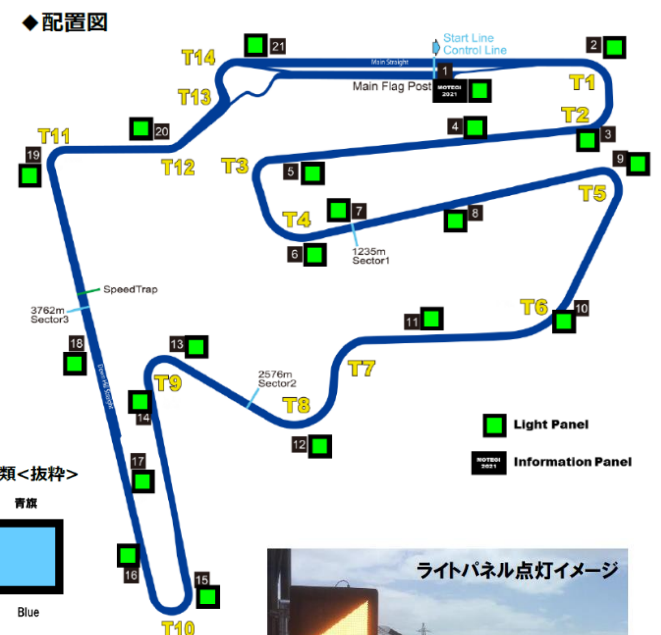 ◆配置図
21
Start Line
Control Line
2
T14
Main Straight
1
T1
Main Flag Post
MOTEGI
2021
T13
T2
4
20
3
T11
T12
19
T3
5
9
T5
7
8
T4
6
1235m
Sector1
SpeedTrap
3762m
Sector3
T6
10
11
18
13
2576m
Sector2
T7
T9
T8
14
12
Light Panel
MOTEGI
2021
Information Panel
17
類<抜粋>
青旗
16
15
Blue
T10
ライトパネル点灯イメージ